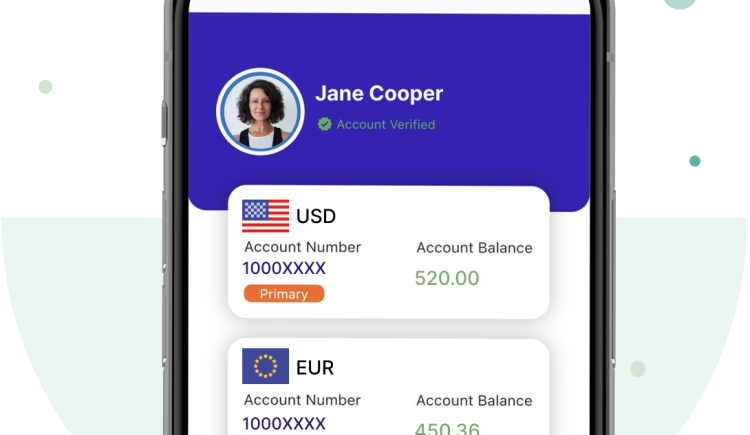 Jane Cooper
Account Verified
USD
Account Number Account Balance
1000XXXX
520.00
Primary
EUR
Account Number Account Balance
1000XXXX
450.36